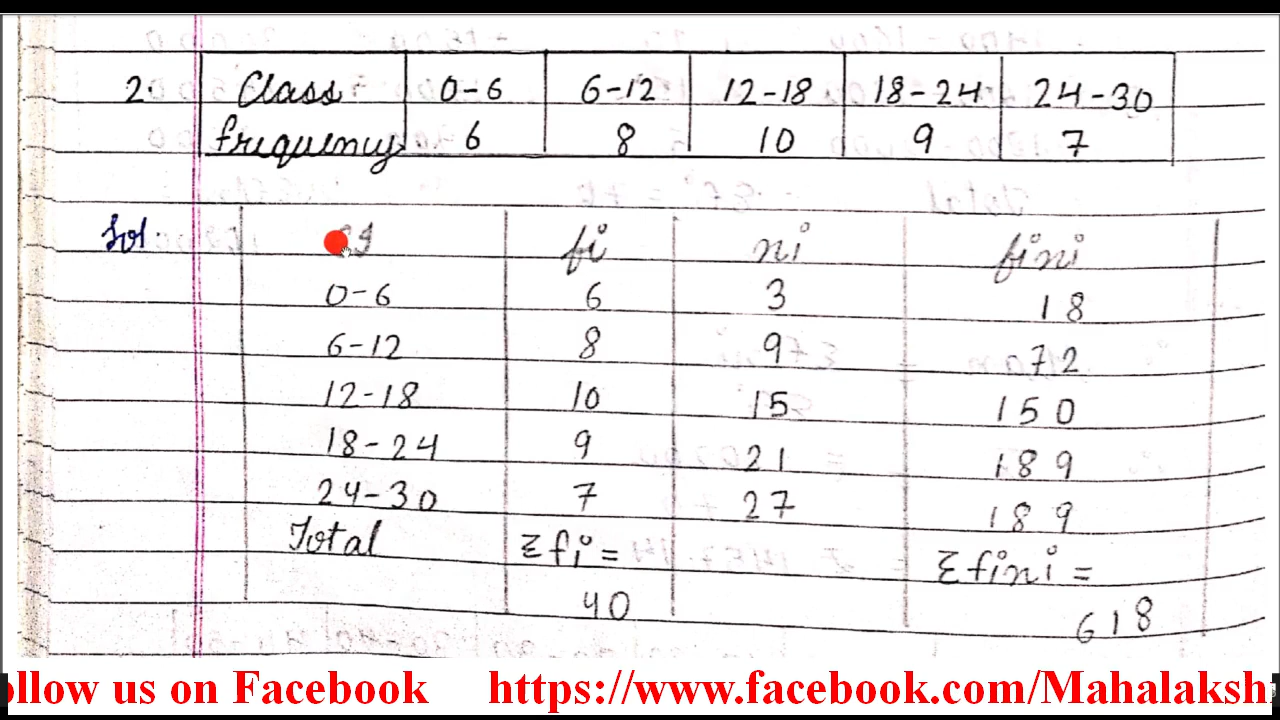 2. Class 0-6 6-12 12-18 18-24 24-30
frequency 6 8 10 9 7
Sol. fi xi fixi
0-6 6 3 18
6-12 8 9 72
12-18 10 15 150
18-24 9 21 189
24-30 7 27 189
Total Σfi = Σfixi =
40 618
ollow us on Facebook https://www.facebook.com/Mahalaksh